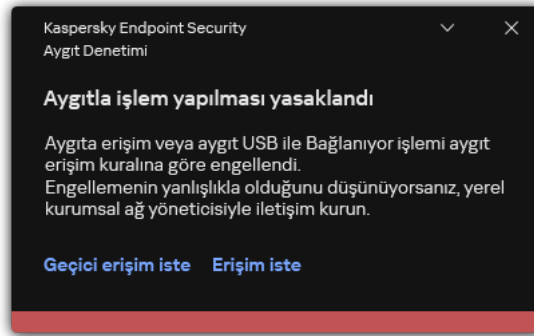 Kaspersky Endpoint Security
Aygıt Denetimi
Aygıtla işlem yapılması yasaklandı
Aygıta erişim veya aygıt USB ile Bağlanıyor işlemi aygıt
erişim kuralına göre engellendi.
Engellemenin yanlışlıkla olduğunu düşünüyorsanız, yerel
kurumsal ağ yöneticisiyle iletişim kurun.
Geçici erişim iste Erişim iste